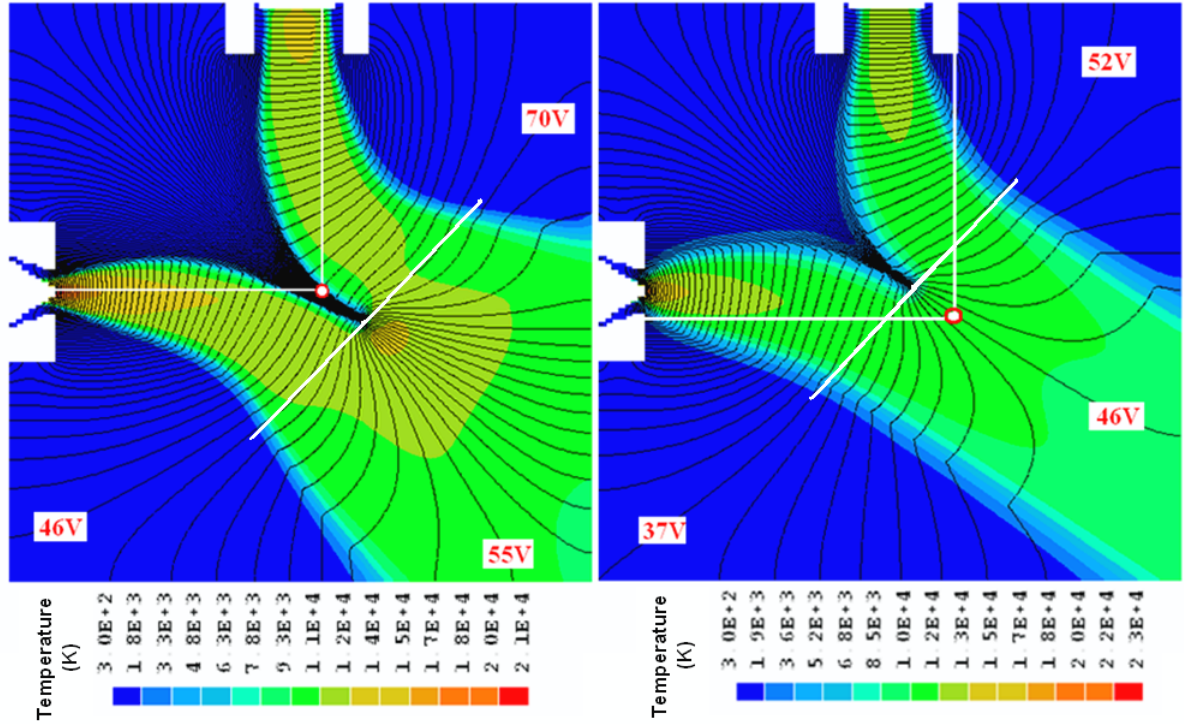 70V
46V
55V
52V
46V
37V
Temperature
(K)
3.0E+2
1.8E+3
3.3E+3
4.8E+3
6.3E+3
7.8E+3
9.3E+3
1.1E+4
1.2E+4
1.4E+4
1.5E+4
1.7E+4
1.8E+4
2.0E+4
2.1E+4
Temperature
(K)
3.0E+2
1.9E+3
3.6E+3
5.2E+3
6.8E+3
8.5E+3
1.0E+4
1.2E+4
1.3E+4
1.5E+4
1.7E+4
1.8E+4
2.0E+4
2.2E+4
2.3E+4